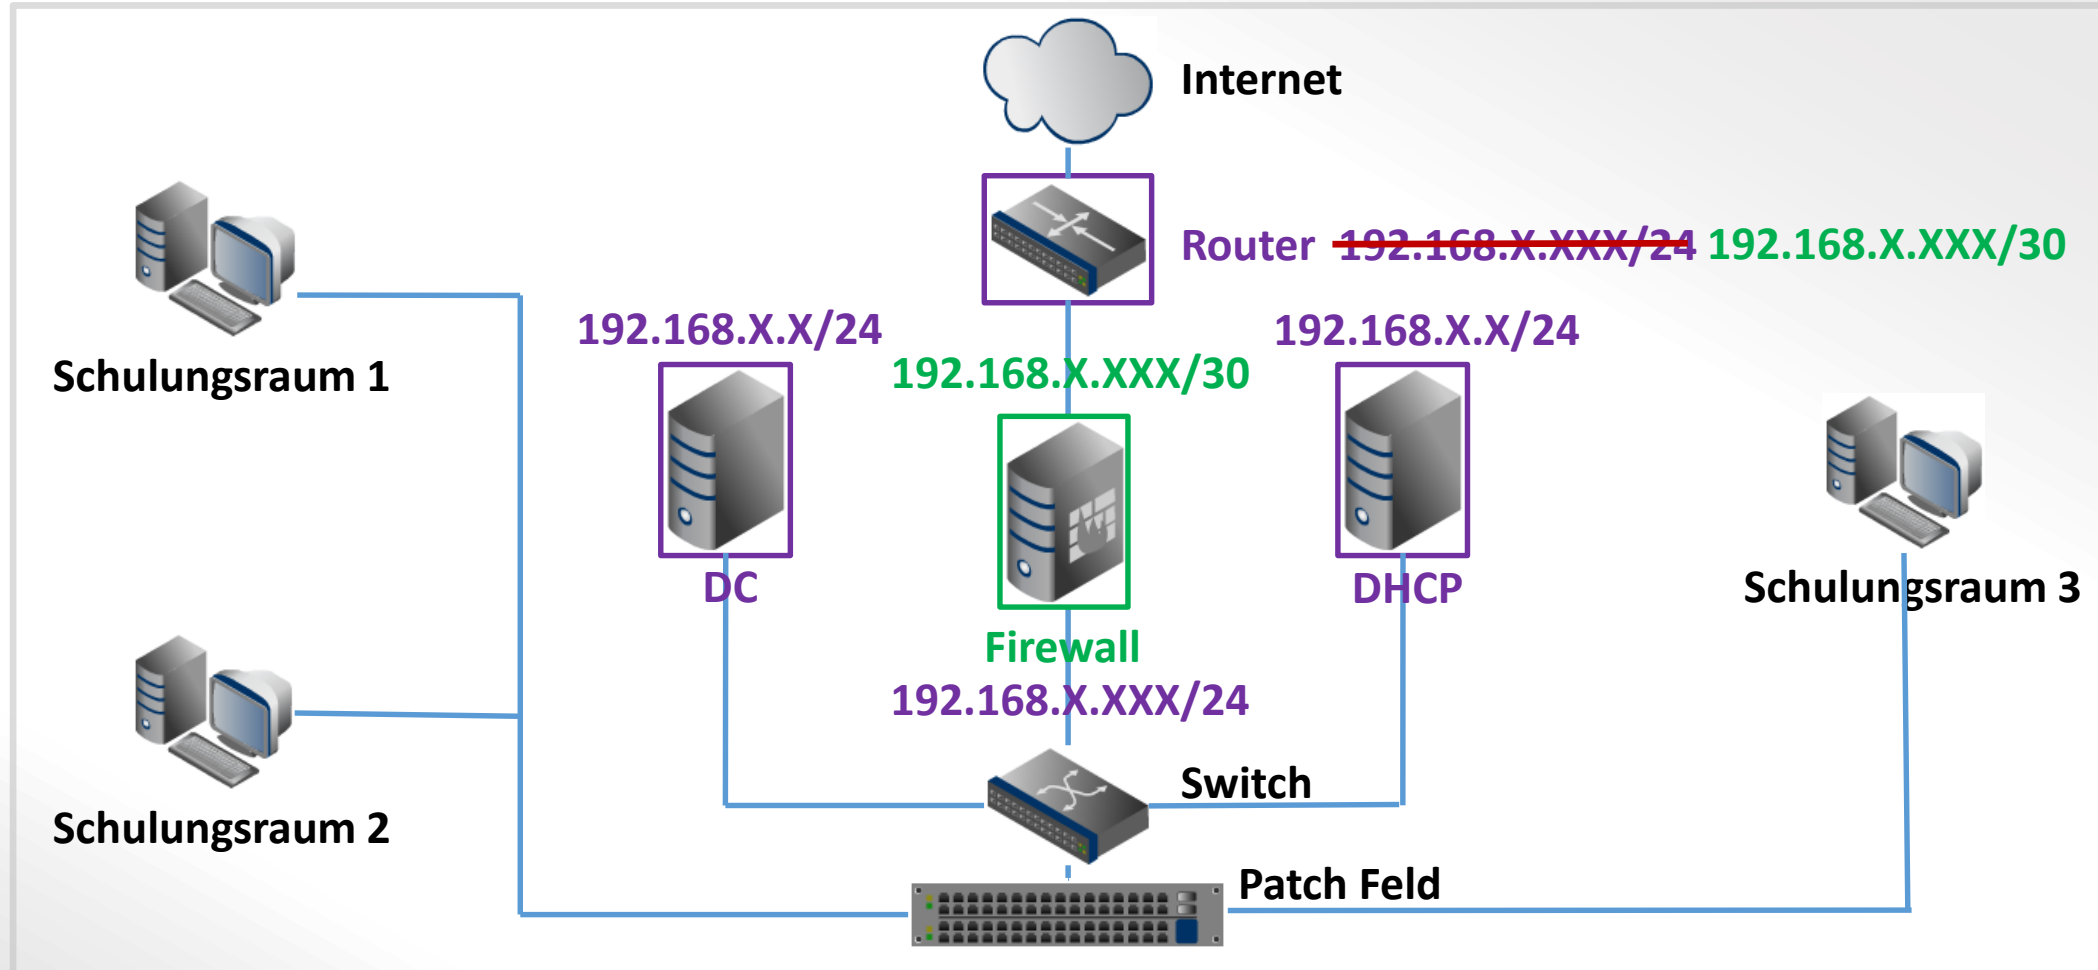 Internet
Router 192.168.X.XXX/24 192.168.X.XXX/30
192.168.X.X/24
192.168.X.X/24
192.168.X.XXX/30
Schulungsraum 1
DC
DHCP
Schulungsraum 3
Firewall
192.168.X.XXX/24
Switch
Schulungsraum 2
Patch Feld